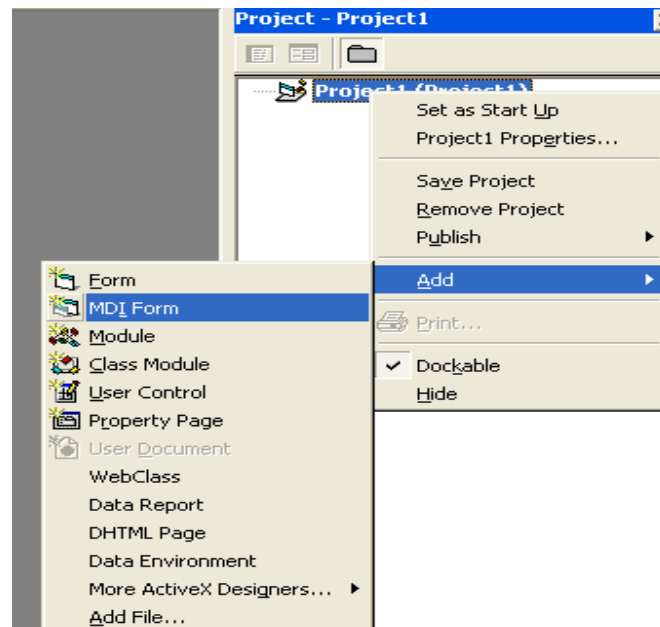 Project - Project1
Project1 (Project1)
Set as Start Up
Project1 Properties...
Save Project
Remove Project
Publish
Add
Print...
Dockable
Hide
Form
MDI Form
Module
Class Module
User Control
Property Page
User Document
WebClass
Data Report
DHTML Page
Data Environment
More ActiveX Designers...
Add File...